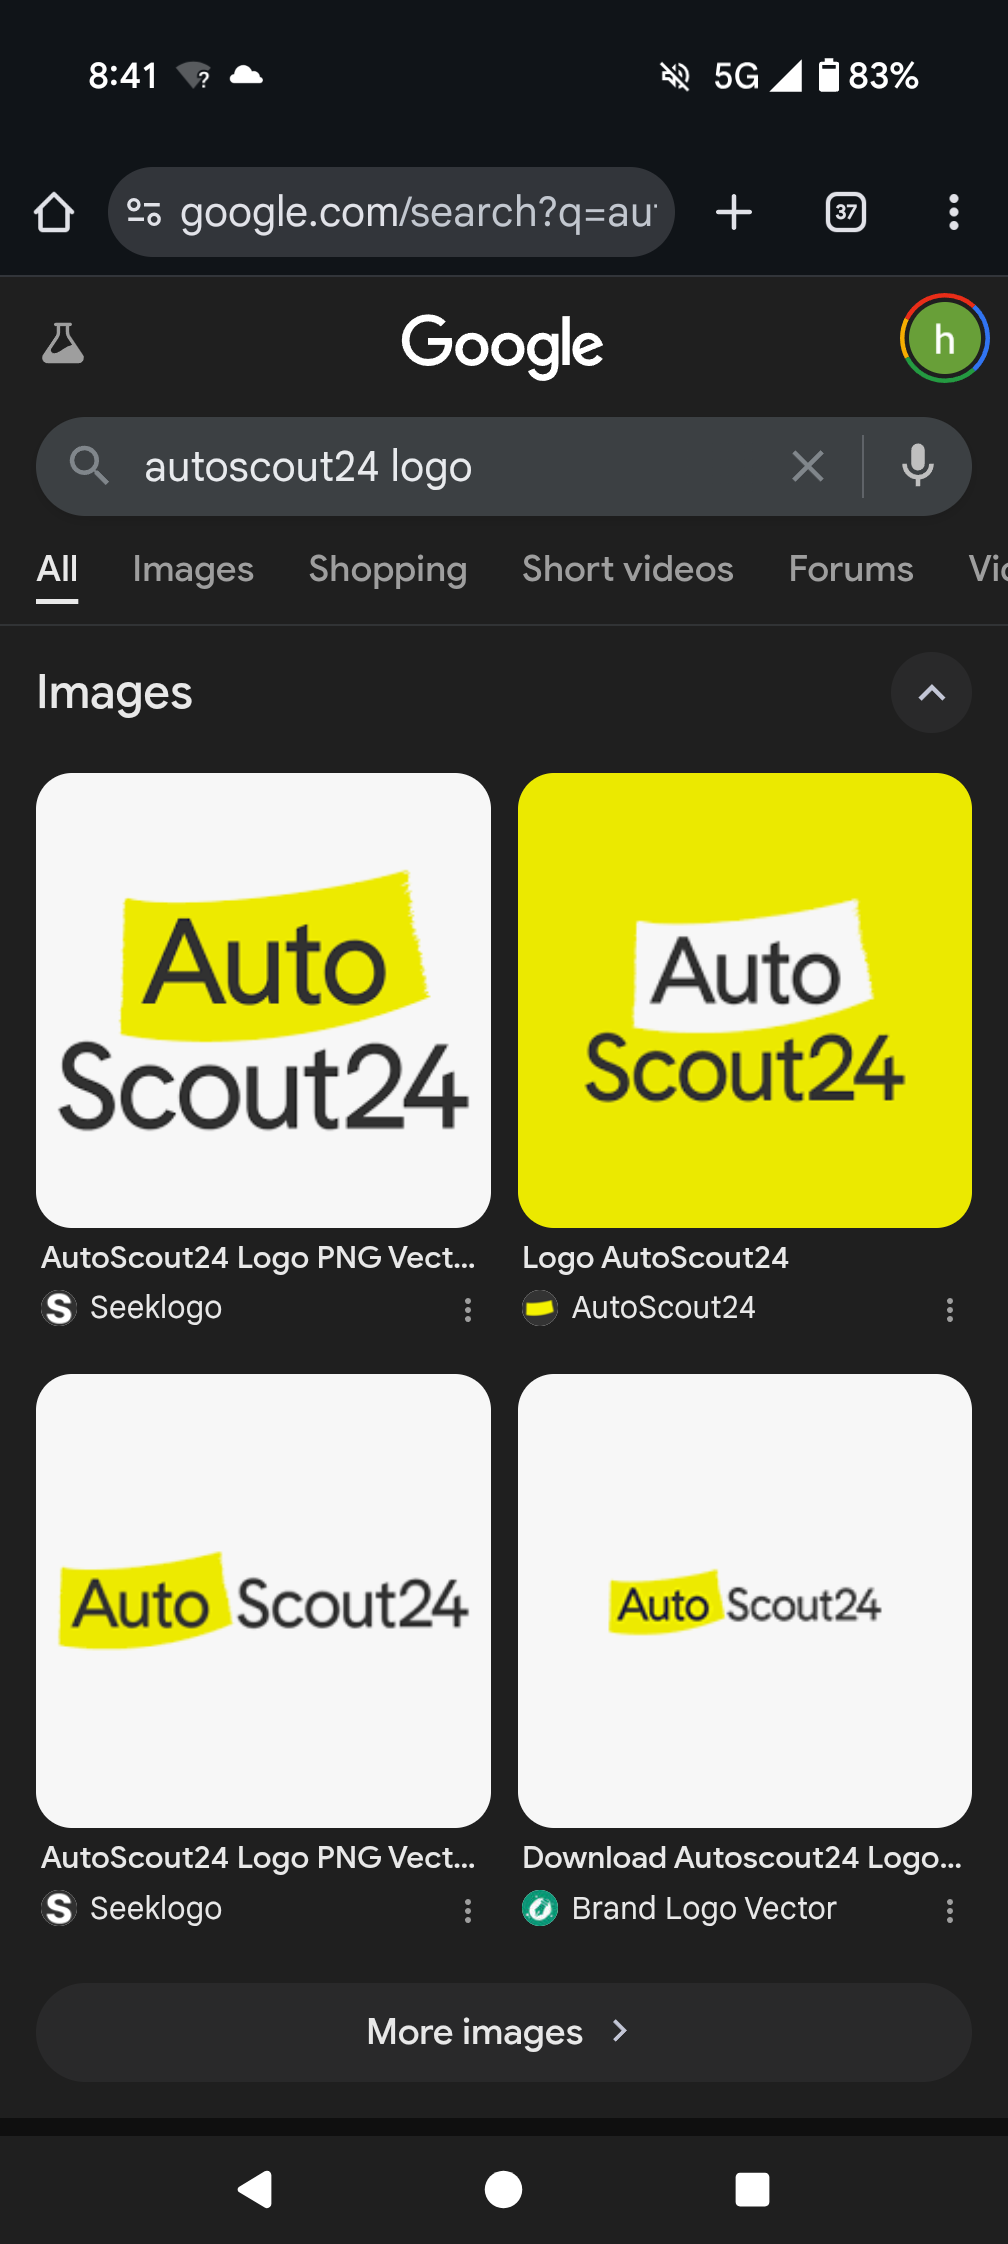 8:41 5G 83%
google.com/search?q=au
37
Google
h
autoscout24 logo
All Images Shopping Short videos Forums
Images
Auto
Scout24
Auto
Scout24
AutoScout24 Logo PNG Vect...
Logo AutoScout24
S Seeklogo
AutoScout24
Auto Scout24
Auto Scout24
AutoScout24 Logo PNG Vect...
Download Autoscout24 Logo...
S Seeklogo
Brand Logo Vector
More images